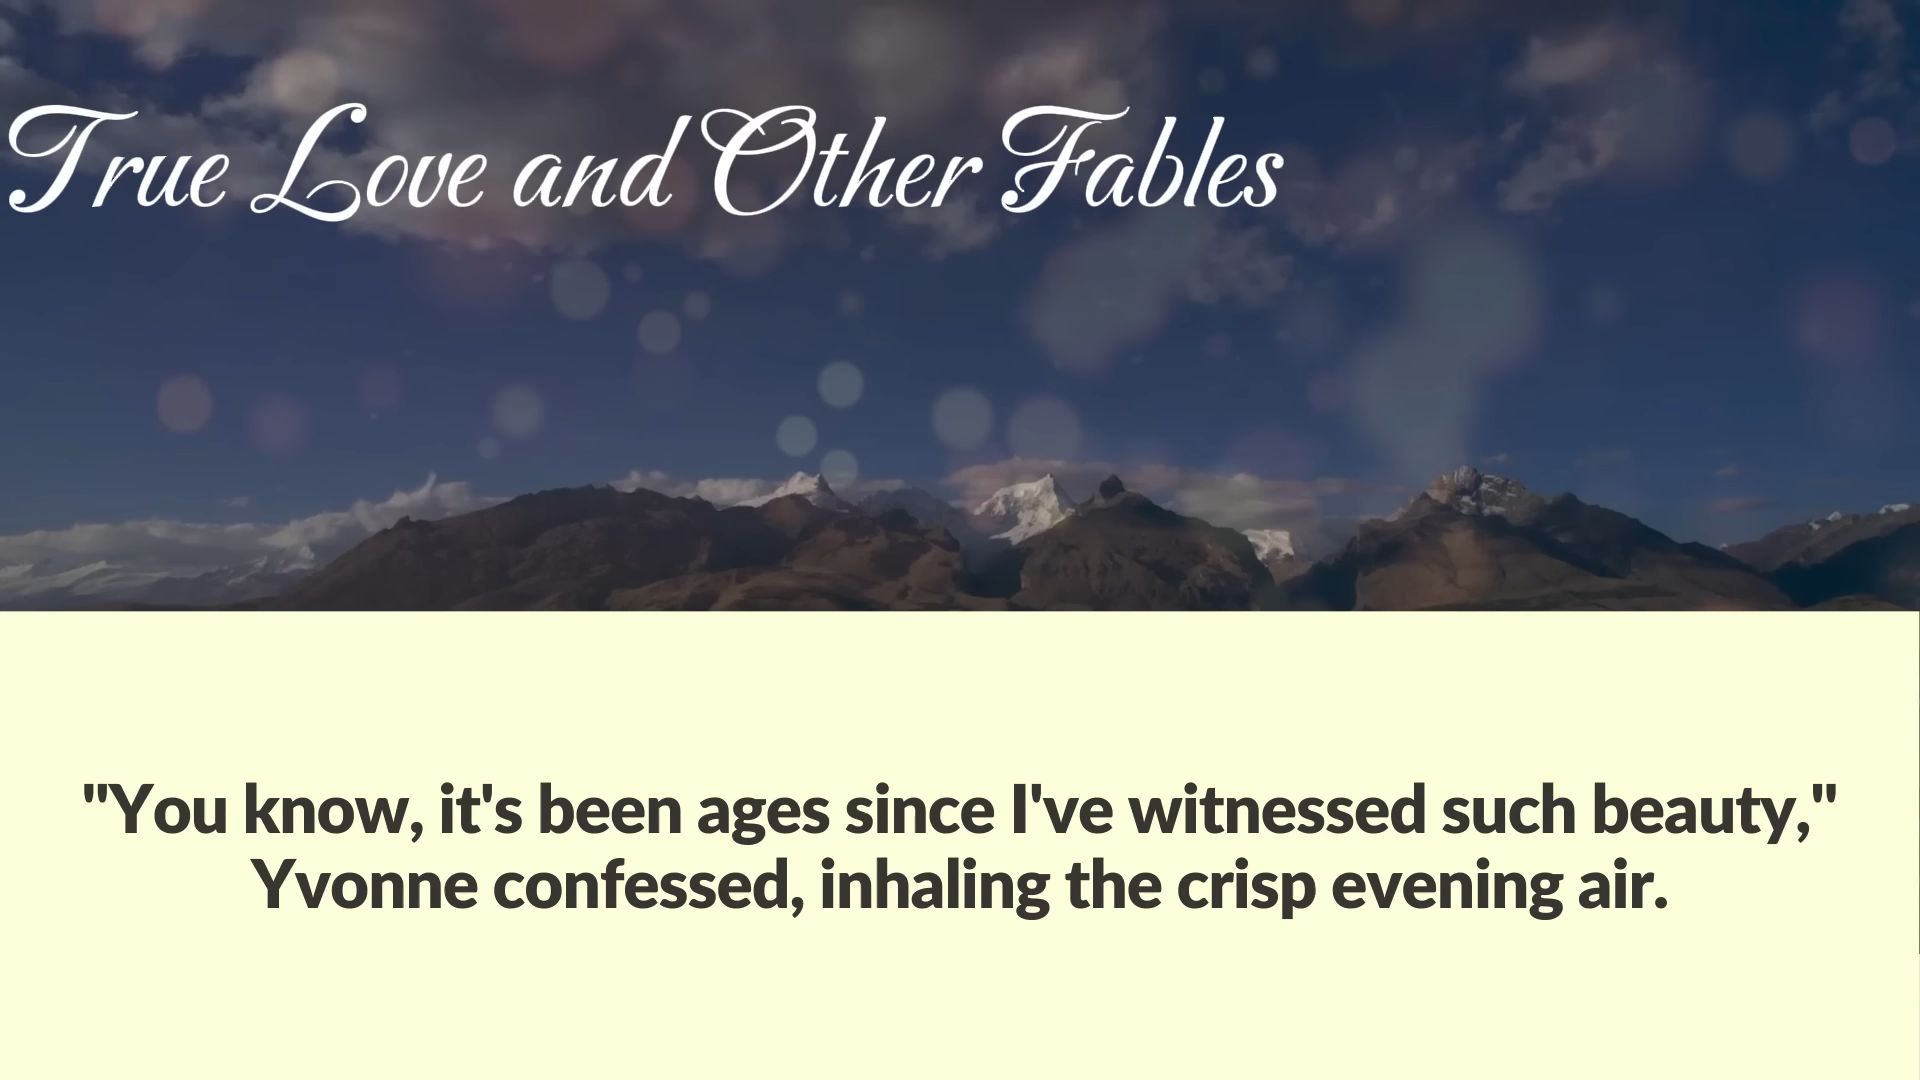 True Love and Other Fables
"You know, it's been ages since I've witnessed such beauty,"
Yvonne confessed, inhaling the crisp evening air.